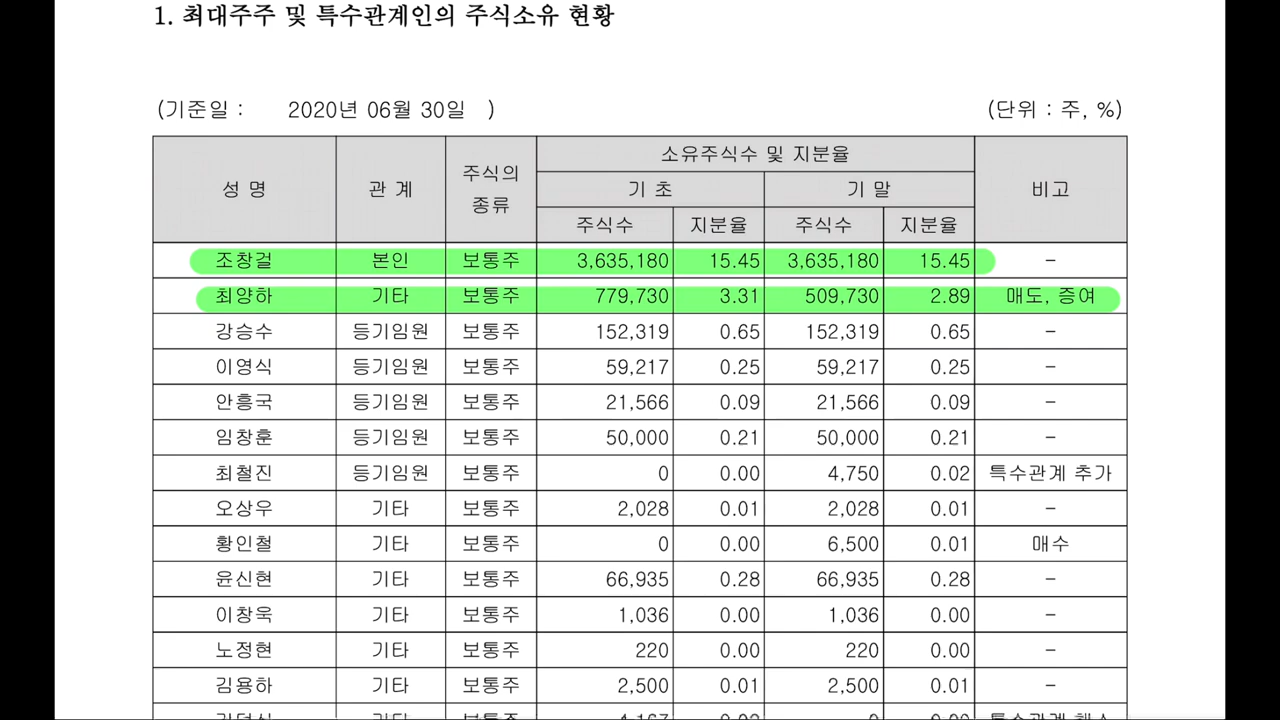 1. 최대주주 및 특수관계인의 주식소유 현황
(기준일 : 2020년 06월 30일 ) (단위 : 주, %)
성 명 관 계 주식의 종류 소유주식수 및 지분율 비고
기 초 기 말
주식수 지분율 주식수 지분율
조창걸 본인 보통주 3,635,180 15.45 3,635,180 15.45 –
최양하 기타 보통주 779,730 3.31 509,730 2.89 매도, 증여
강승수 등기임원 보통주 152,319 0.65 152,319 0.65 –
이영식 등기임원 보통주 59,217 0.25 59,217 0.25 –
안흥국 등기임원 보통주 21,566 0.09 21,566 0.09 –
임창훈 등기임원 보통주 50,000 0.21 50,000 0.21 –
최철진 등기임원 보통주 0 0.00 4,750 0.02 특수관계 추가
오상우 기타 보통주 2,028 0.01 2,028 0.01 –
황인철 기타 보통주 0 0.00 6,500 0.01 매수
윤신현 기타 보통주 66,935 0.28 66,935 0.28 –
이창욱 기타 보통주 1,036 0.00 1,036 0.00 –
노정현 기타 보통주 220 0.00 220 0.00 –
김용하 기타 보통주 2,500 0.01 2,500 0.01 –